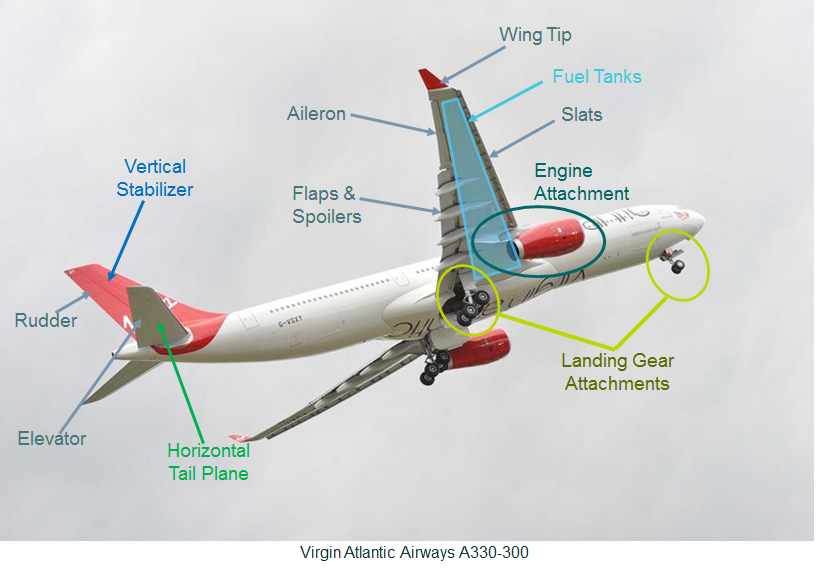 Wing Tip
Fuel Tanks
Aileron
Slats
Vertical
Stabilizer
Engine
Attachment
Flaps &
Spoilers
Rudder
G-VSXY
Landing Gear
Attachments
Elevator
Horizontal
Tail Plane
Virgin Atlantic Airways A330-300